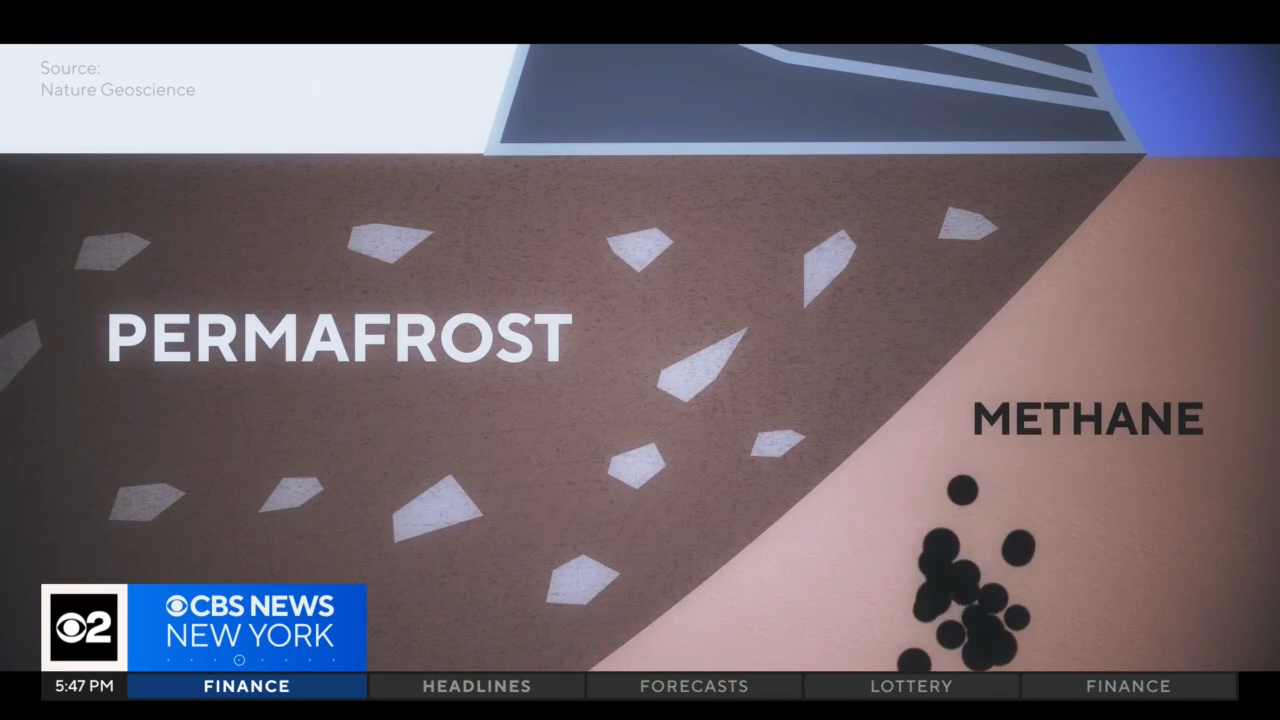 Source:
Nature Geoscience
PERMAFROST
METHANE
2
CBS NEWS
NEW YORK
5:47 PM
FINANCE
HEADLINES
FORECASTS
LOTTERY
FINANCE